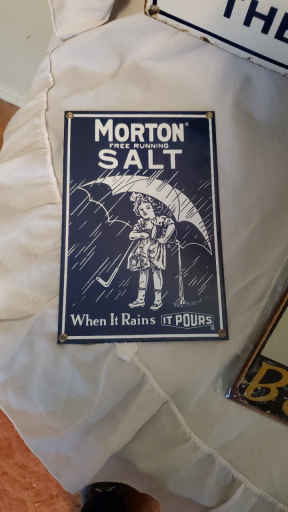 THE
MORTON®
FREE RUNNING
SALT
When It Rains IT POURS